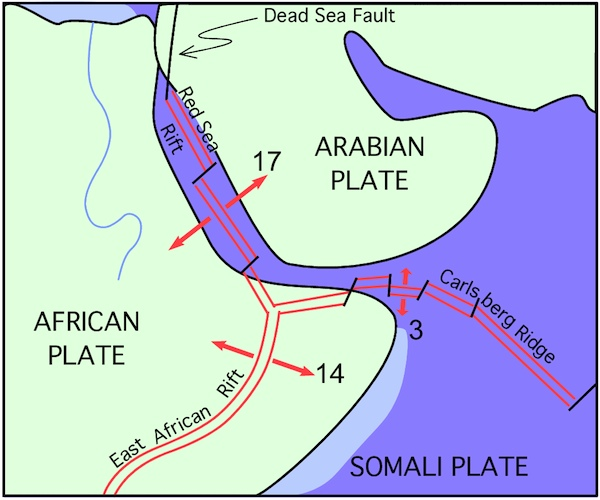 Dead Sea Fault
Red Sea
Rift
ARABIAN
PLATE
17
Carlsberg Ridge
3
AFRICAN
PLATE
14
East African Rift
SOMALI PLATE